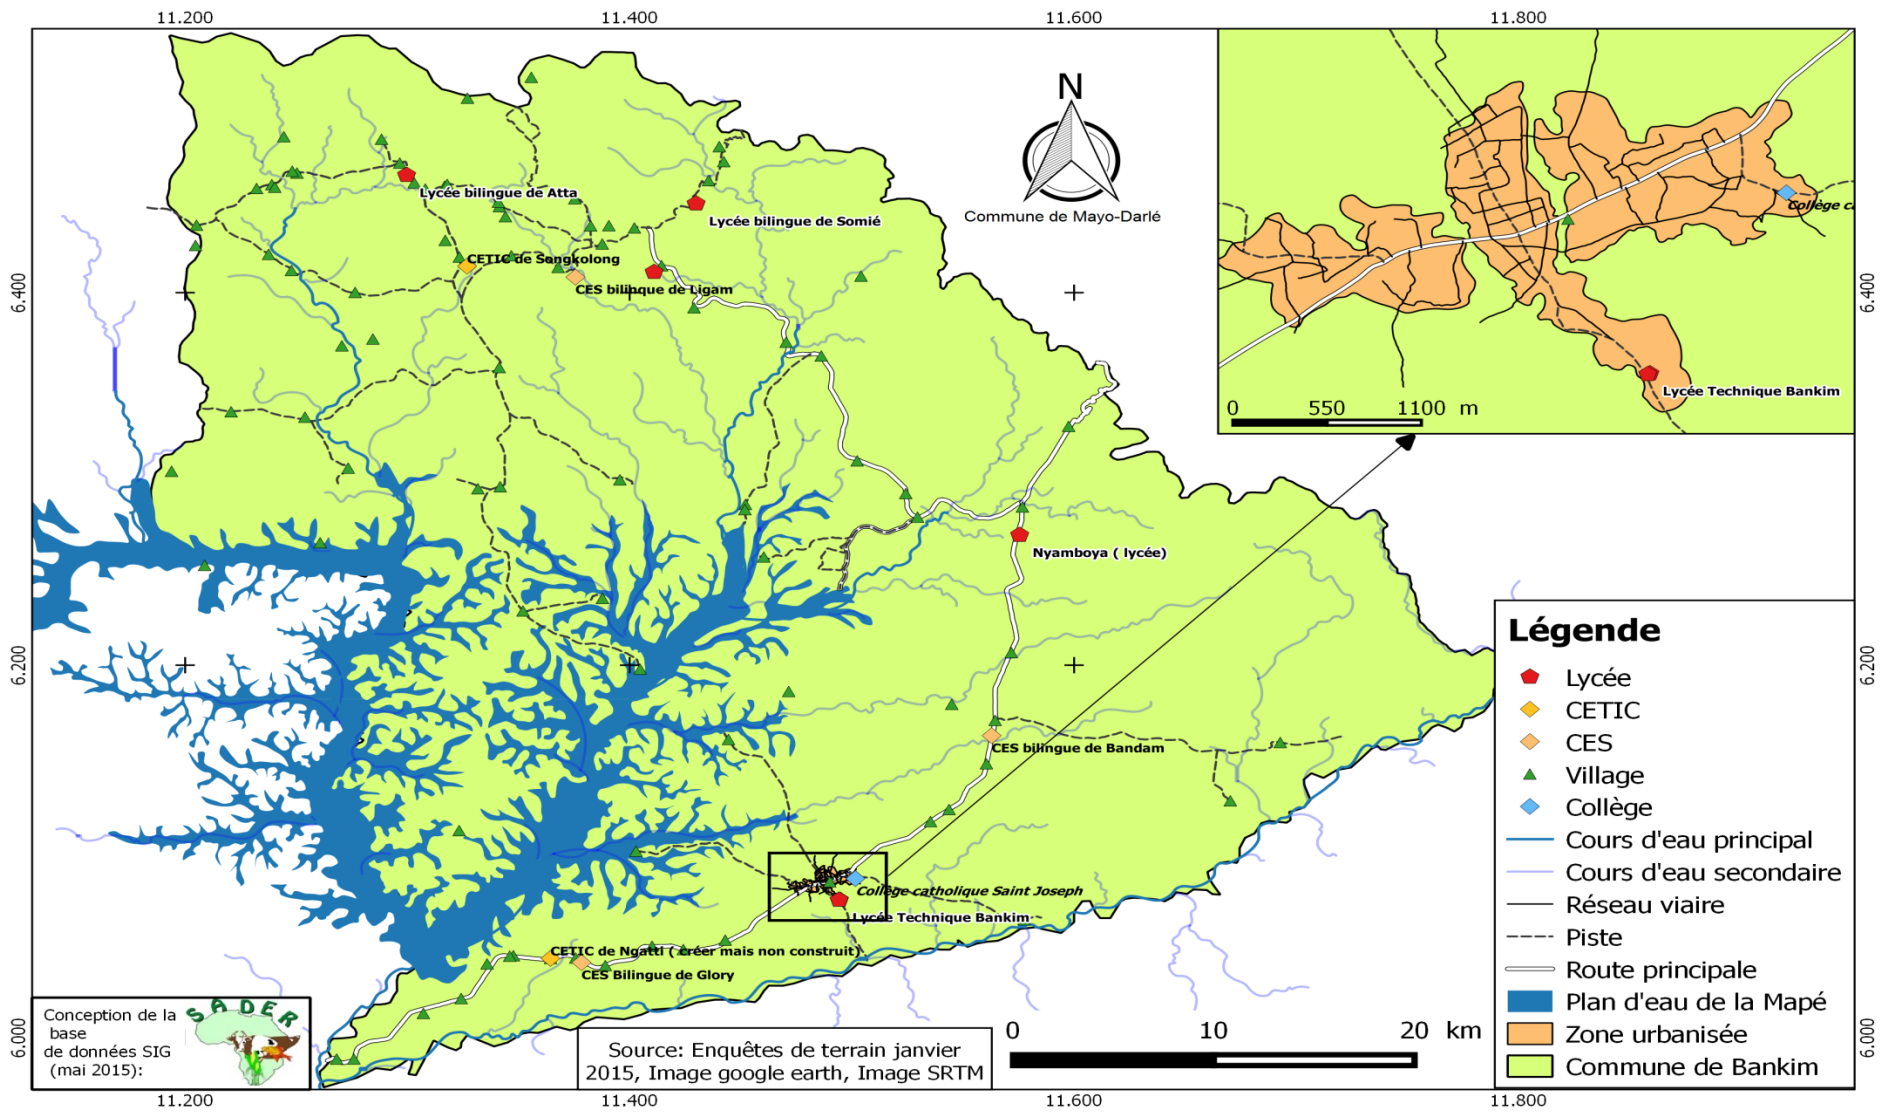 11.200
11.400
11.600
11.800
6.400
6.200
6.000
6.400
6.200
6.000
N
Commune de Mayo-Darlé
Lycée bilingue de Atta
Lycée bilingue de Somié
CETIC de Songkolong
CES bilingue de Ligam
Nyamboya ( lycée)
CES bilingue de Bandam
Collège catholique Saint Joseph
Lycée Technique Bankim
CETIC de Ngatti ( créer mais non construit)
CES Bilingue de Glory
Collège ca
Lycée Technique Bankim
0 550 1100 m
Légende
Lycée
CETIC
CES
Village
Collège
Cours d'eau principal
Cours d'eau secondaire
Réseau viaire
Piste
Route principale
Plan d'eau de la Mapé
Zone urbanisée
Commune de Bankim
Conception de la
base
de données SIG
(mai 2015):
SADER
Source: Enquêtes de terrain janvier
2015, Image google earth, Image SRTM
0 10 20 km
11.200
11.400
11.600
11.800